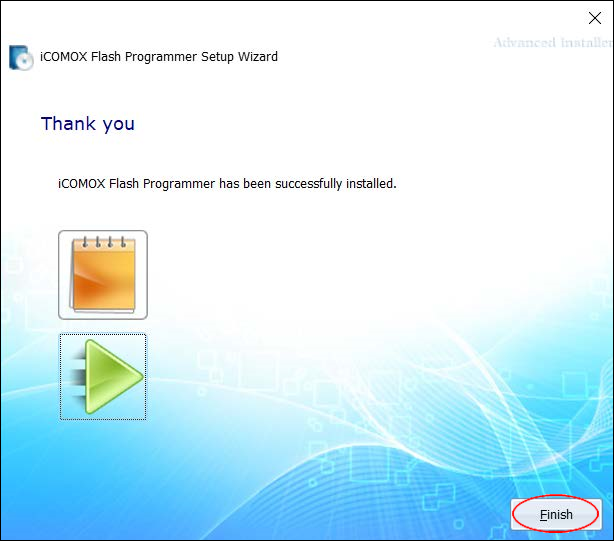 Advanced Installer
iCOMOX Flash Programmer Setup Wizard
Thank you
iCOMOX Flash Programmer has been successfully installed.
Finish